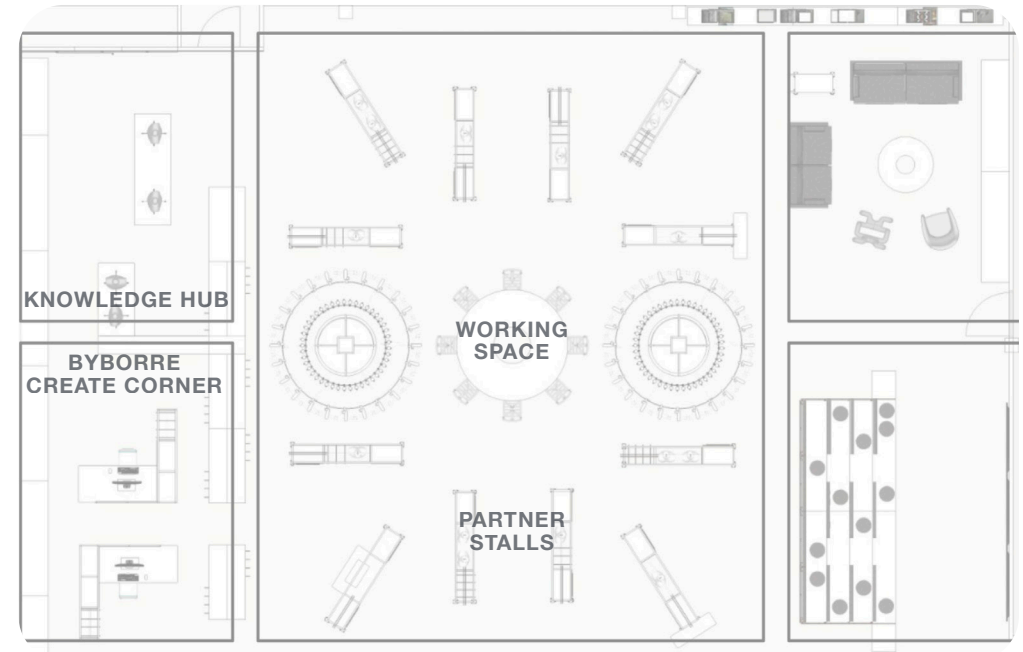 KNOWLEDGE HUB
BYBORRE
CREATE CORNER
WORKING
SPACE
PARTNER
STALLS